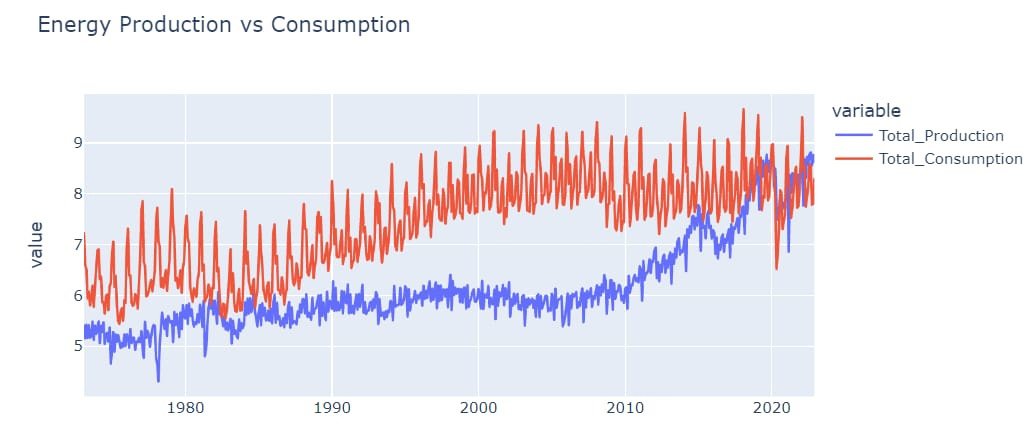 Energy Production vs Consumption
variable
Total_Production
Total_Consumption
value
9
8
7
6
5
1980
1990
2000
2010
2020